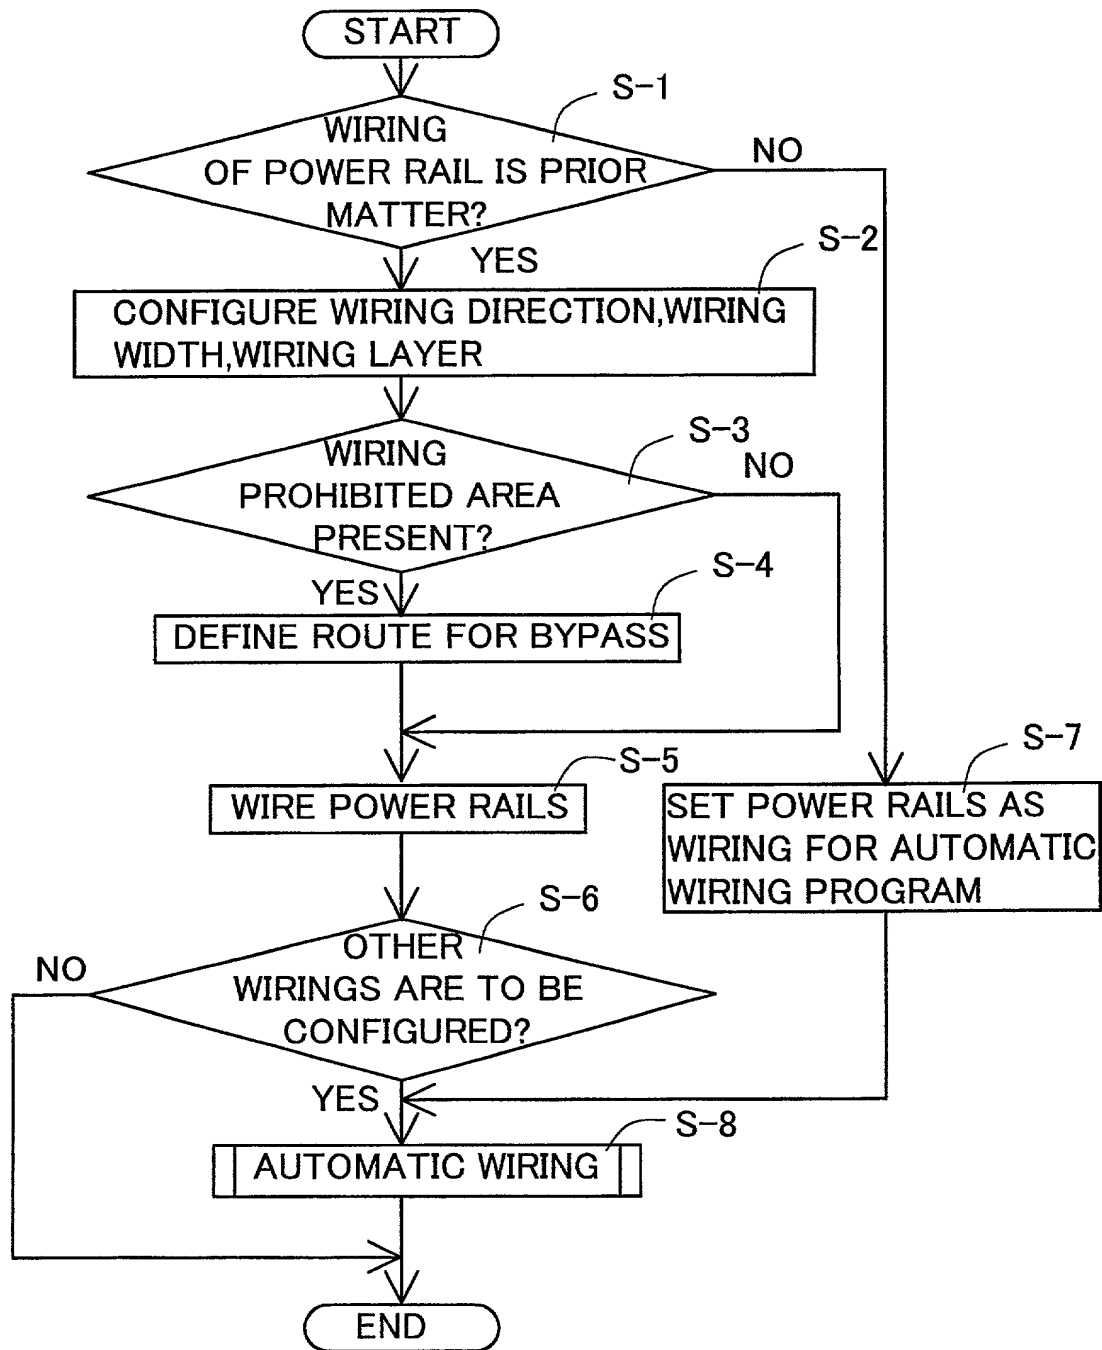 START
S-1
WIRING
OF POWER RAIL IS PRIOR
MATTER?
NO
YES
S-2
CONFIGURE WIRING DIRECTION,WIRING
WIDTH,WIRING LAYER
S-3
WIRING
PROHIBITED AREA
PRESENT?
NO
YES
S-4
DEFINE ROUTE FOR BYPASS
S-5
WIRE POWER RAILS
S-7
SET POWER RAILS AS
WIRING FOR AUTOMATIC
WIRING PROGRAM
S-6
OTHER
WIRINGS ARE TO BE
CONFIGURED?
NO
YES
S-8
AUTOMATIC WIRING
END